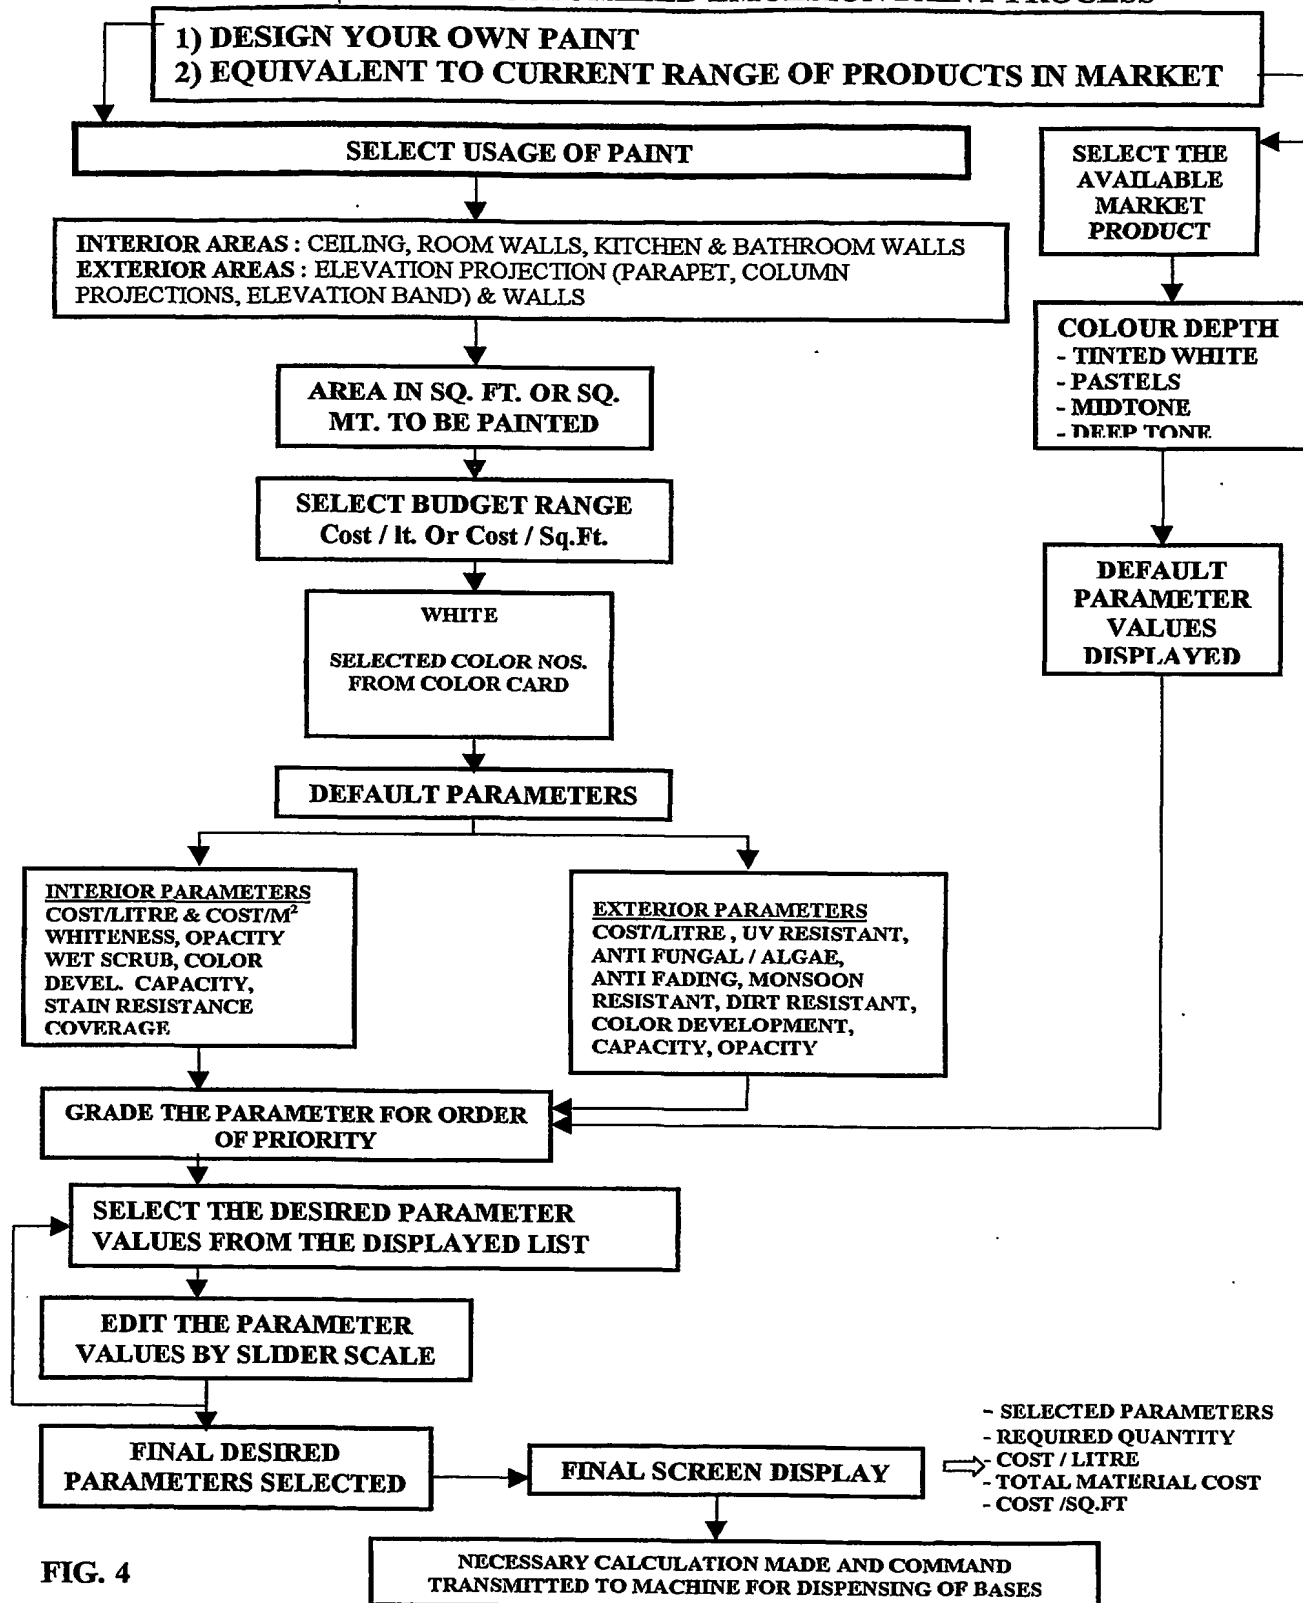 1) DESIGN YOUR OWN PAINT
2) EQUIVALENT TO CURRENT RANGE OF PRODUCTS IN MARKET
SELECT USAGE OF PAINT
SELECT THE
AVAILABLE
MARKET
PRODUCT
INTERIOR AREAS : CEILING, ROOM WALLS, KITCHEN & BATHROOM WALLS
EXTERIOR AREAS : ELEVATION PROJECTION (PARAPET, COLUMN
PROJECTIONS, ELEVATION BAND) & WALLS
COLOUR DEPTH
- TINTED WHITE
- PASTELS
- MIDTONE
- DEEP TONE
AREA IN SQ. FT. OR SQ.
MT. TO BE PAINTED
SELECT BUDGET RANGE
Cost / lt. Or Cost / Sq.Ft.
DEFAULT
PARAMETER
VALUES
DISPLAYED
WHITE
SELECTED COLOR NOS.
FROM COLOR CARD
DEFAULT PARAMETERS
INTERIOR PARAMETERS
COST/LITRE & COST/M²
WHITENESS, OPACITY
WET SCRUB, COLOR
DEVEL. CAPACITY,
STAIN RESISTANCE
COVERAGE
EXTERIOR PARAMETERS
COST/LITRE , UV RESISTANT,
ANTI FUNGAL / ALGAE,
ANTI FADING, MONSOON
RESISTANT, DIRT RESISTANT,
COLOR DEVELOPMENT,
CAPACITY, OPACITY
GRADE THE PARAMETER FOR ORDER
OF PRIORITY
SELECT THE DESIRED PARAMETER
VALUES FROM THE DISPLAYED LIST
EDIT THE PARAMETER
VALUES BY SLIDER SCALE
FINAL DESIRED
PARAMETERS SELECTED
FINAL SCREEN DISPLAY
- SELECTED PARAMETERS
- REQUIRED QUANTITY
- COST / LITRE
- TOTAL MATERIAL COST
- COST /SQ.FT
FIG. 4
NECESSARY CALCULATION MADE AND COMMAND
TRANSMITTED TO MACHINE FOR DISPENSING OF BASES